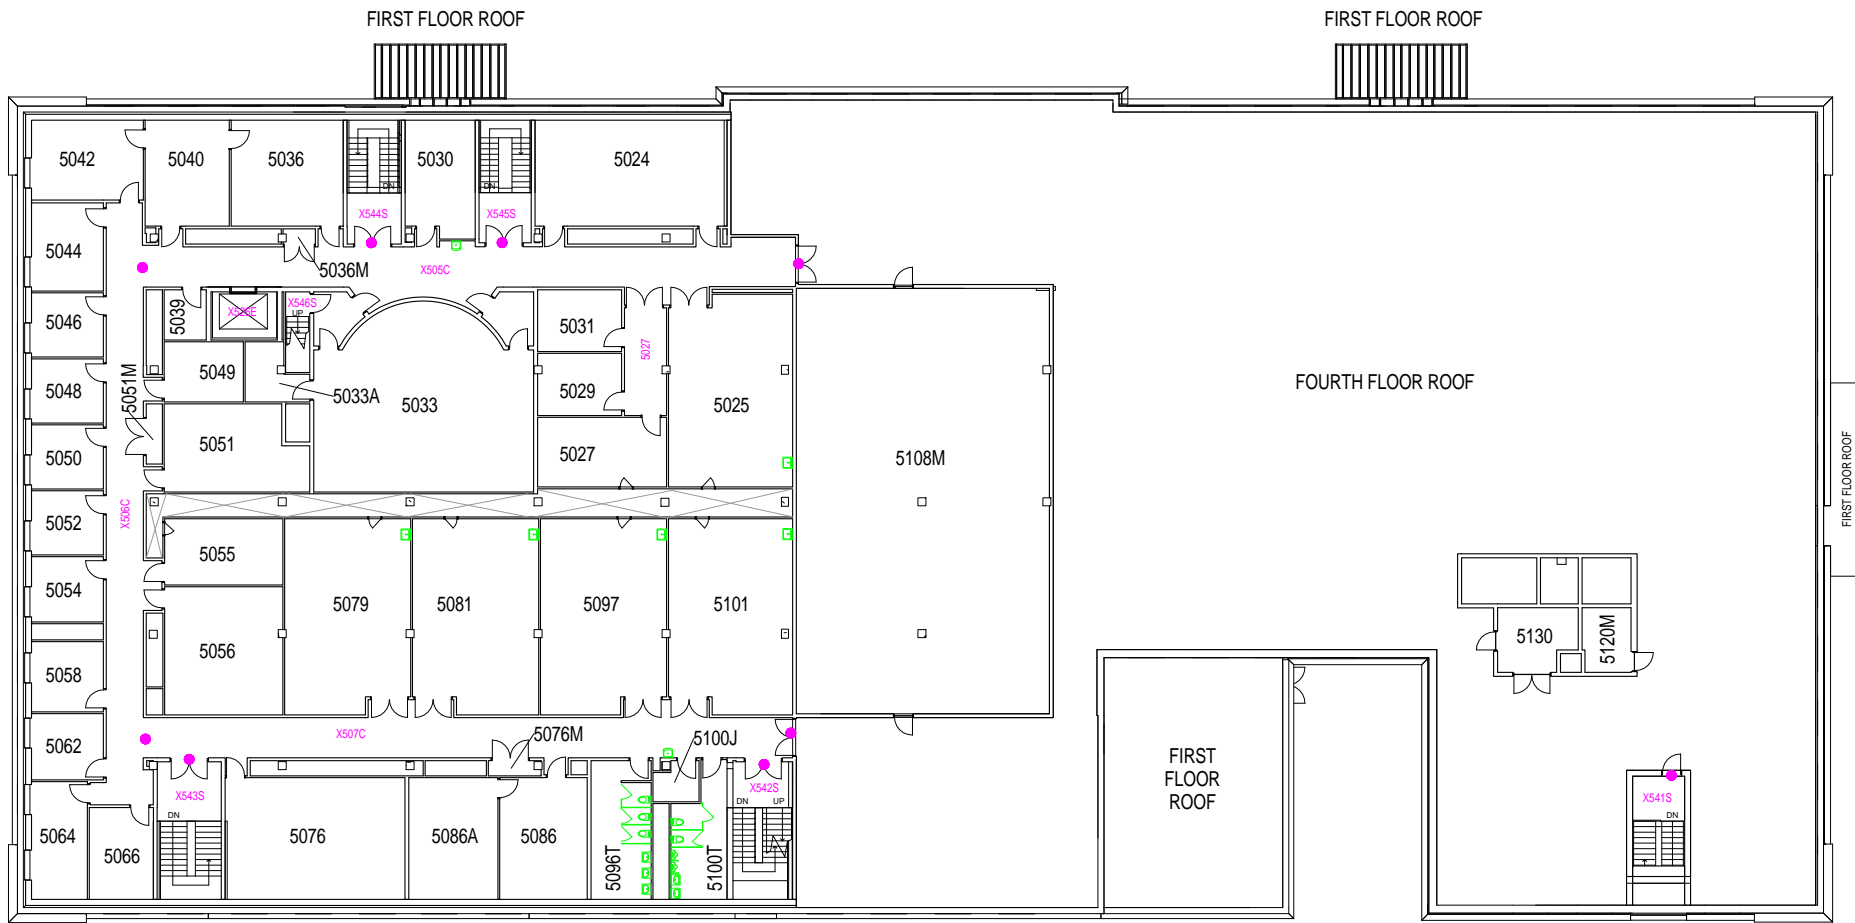 FIRST FLOOR ROOF
FIRST FLOOR ROOF
5042
5040
5036
DN
X544S
5030
DN
X545S
5024
5044
5036M
X505C
5046
5039
X526E
X546S
UP
5031
5027
5048
5051M
5049
5033A
5033
5029
5025
FOURTH FLOOR ROOF
5050
5051
5027
5108M
FIRST FLOOR ROOF
5052
X506C
5055
5054
5079
5081
5097
5101
5056
5130
5120M
5058
5062
X507C
5076M
5100J
FIRST
FLOOR
ROOF
X543S
DN
X542S
DN
UP
X541S
DN
5064
5066
5076
5086A
5086
5096T
5100T